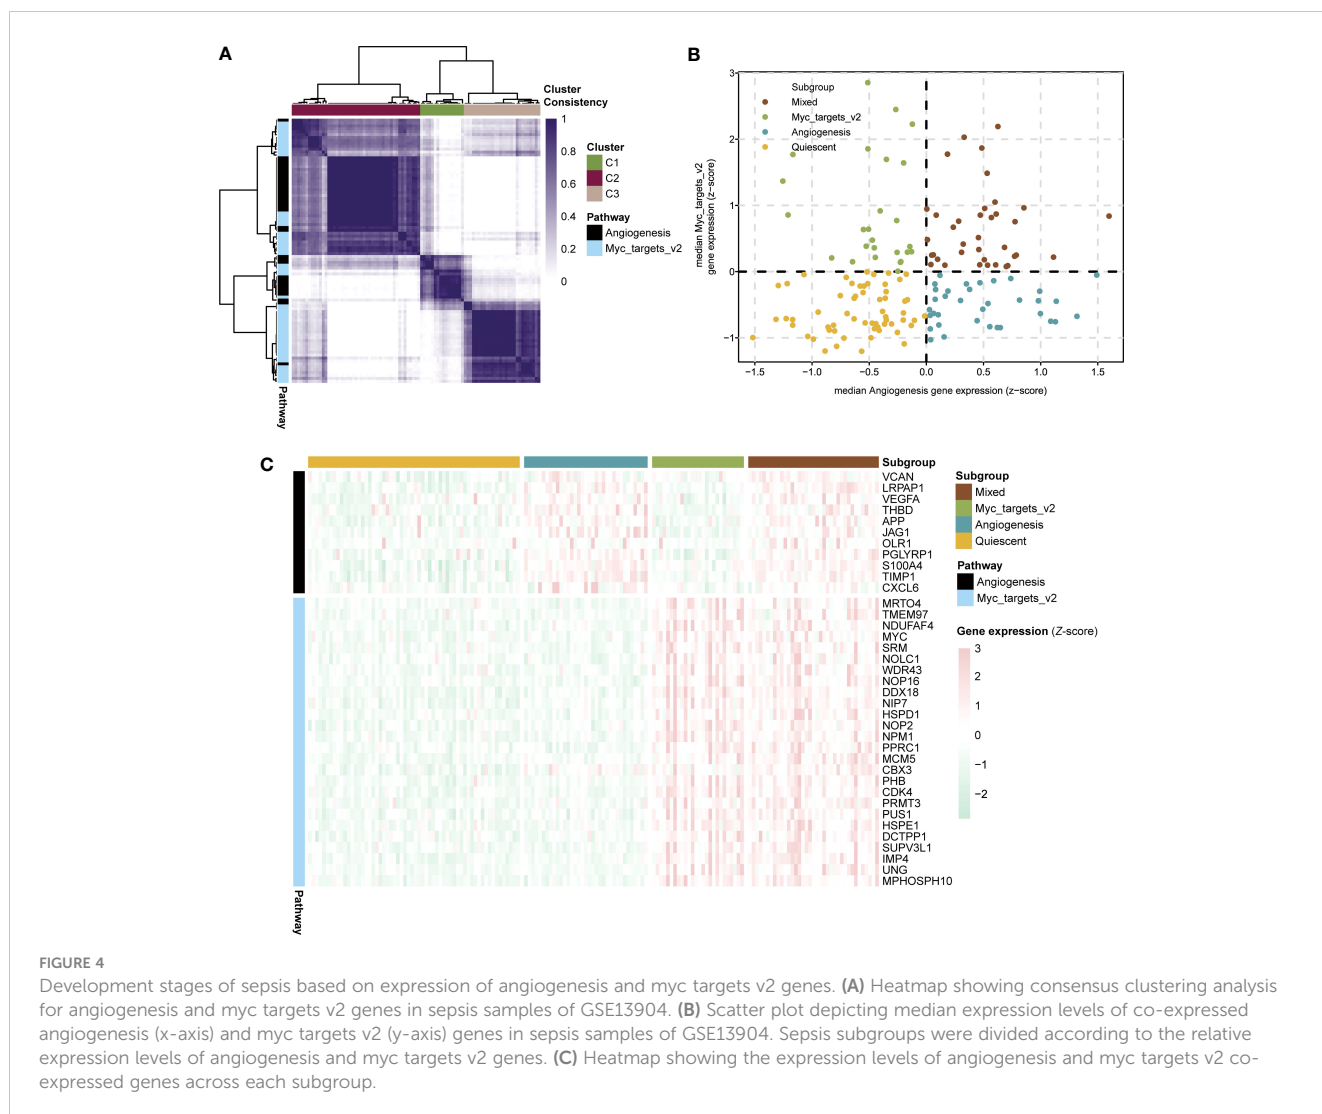 A
Cluster
Consistency
1
0.8
0.6
0.4
0.2
0
Cluster
C1
C2
C3
Pathway
Angiogenesis
Myc_targets_v2
Pathway
B
median Myc_targets_v2
gene expression (z-score)
3
2
1
0
−1
Subgroup
Mixed
Myc_targets_v2
Angiogenesis
Quiescent
−1.5 −1.0 −0.5 0.0 0.5 1.0 1.5
median Angiogenesis gene expression (z-score)
C
Subgroup
VCAN
LRPAP1
VEGFA
THBD
APP
JAG1
OLR1
PGLYRP1
S100A4
TIMP1
CXCL6
MRTO4
TMEM97
NDUFAF4
MYC
SRM
NOLC1
WDR43
NOP16
DDX18
NIP7
HSPD1
NOP2
NPM1
PPRC1
MCM5
CBX3
PHB
CDK4
PRMT3
PUS1
HSPE1
DCTPP1
SUPV3L1
IMP4
UNG
MPHOSPH10
Pathway
Subgroup
Mixed
Myc_targets_v2
Angiogenesis
Quiescent
Pathway
Angiogenesis
Myc_targets_v2
Gene expression (Z-score)
3
2
1
0
−1
−2
FIGURE 4
Development stages of sepsis based on expression of angiogenesis and myc targets v2 genes. (A) Heatmap showing consensus clustering analysis
for angiogenesis and myc targets v2 genes in sepsis samples of GSE13904. (B) Scatter plot depicting median expression levels of co-expressed
angiogenesis (x-axis) and myc targets v2 (y-axis) genes in sepsis samples of GSE13904. Sepsis subgroups were divided according to the relative
expression levels of angiogenesis and myc targets v2 genes. (C) Heatmap showing the expression levels of angiogenesis and myc targets v2 co-
expressed genes across each subgroup.